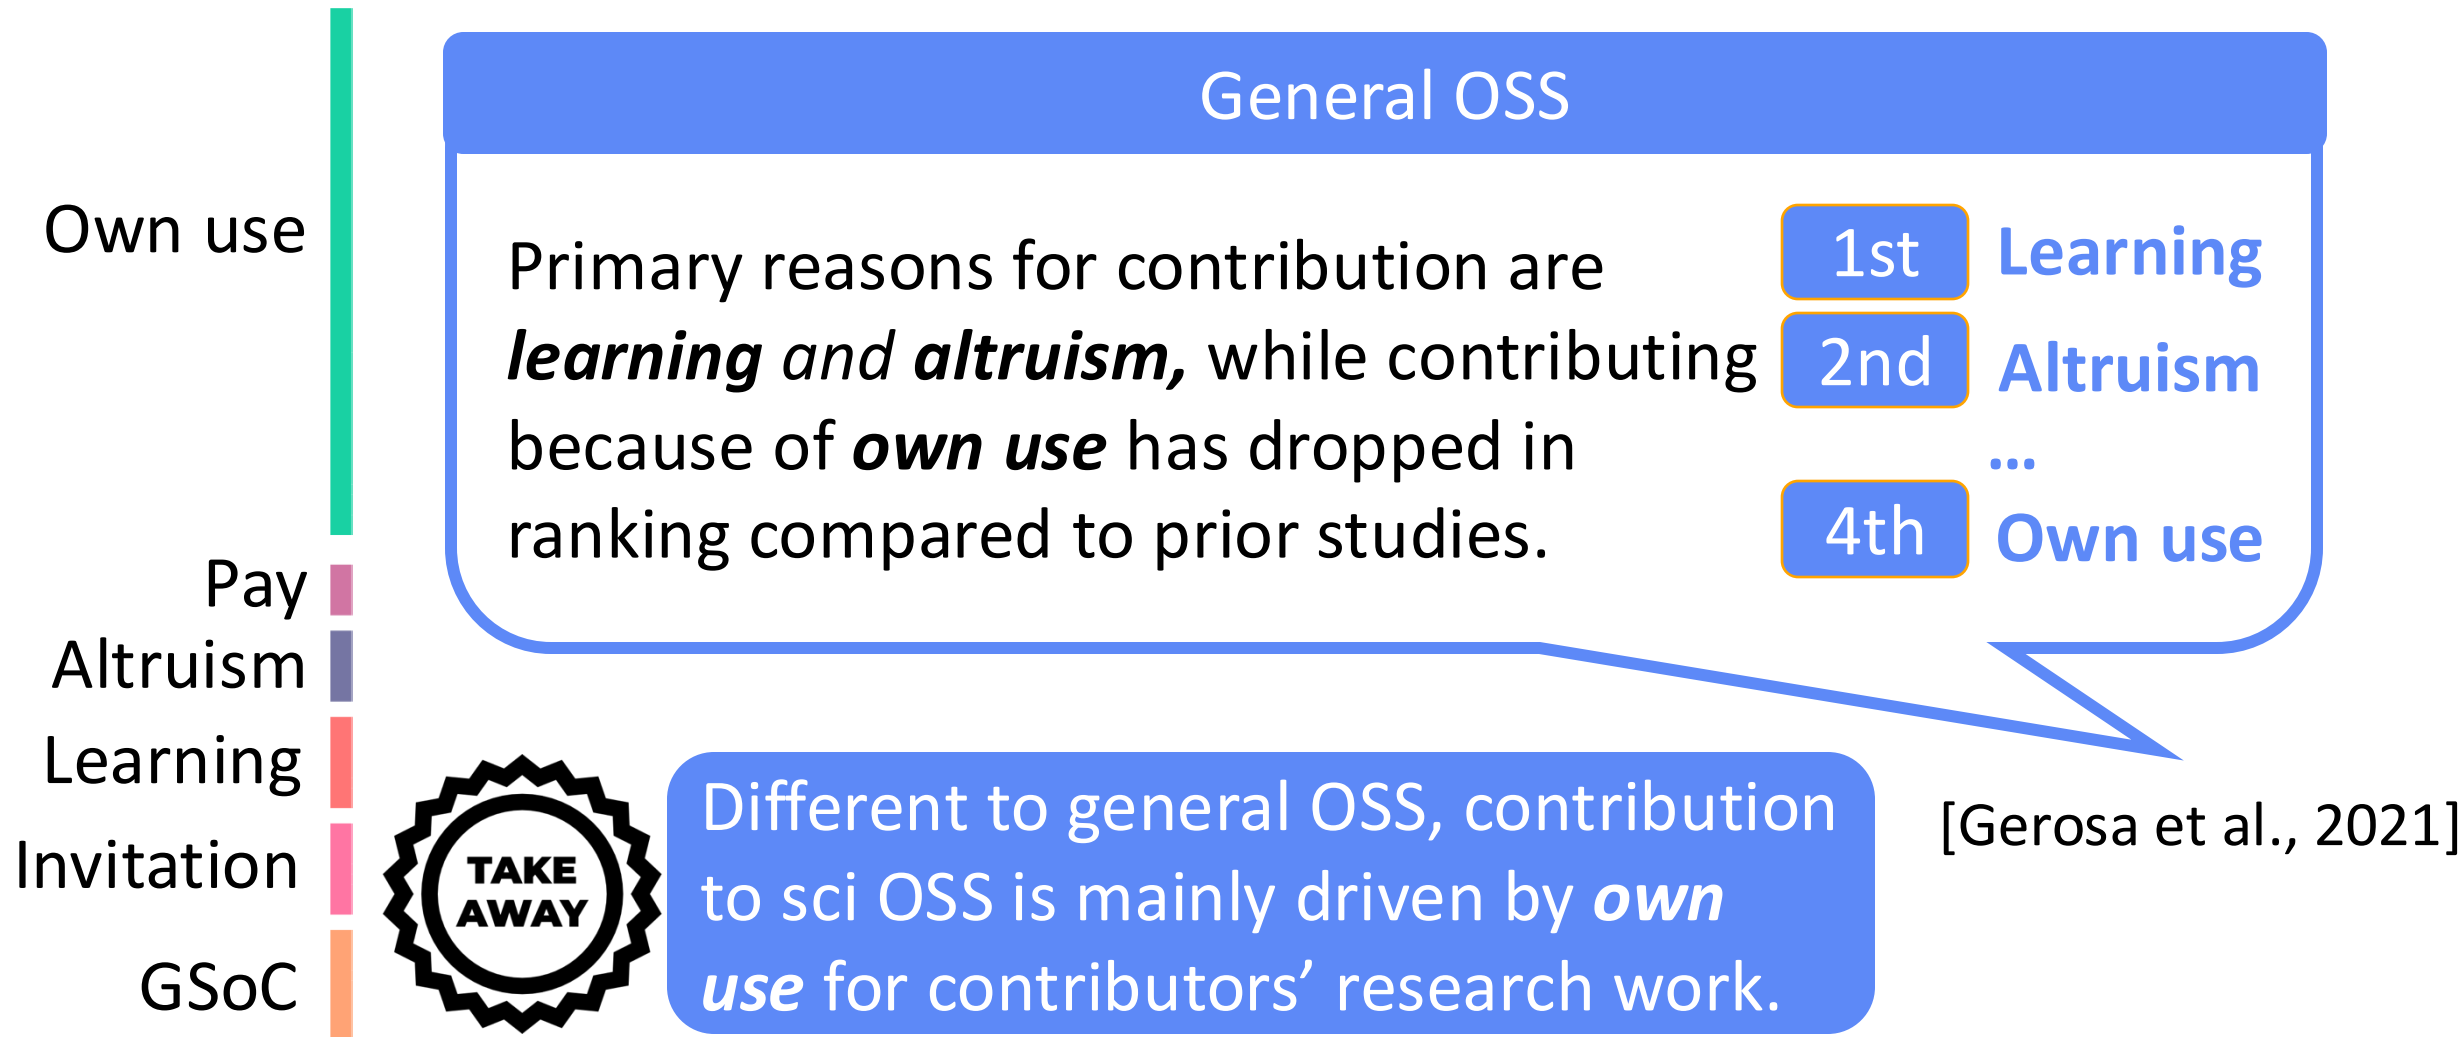 Own use
Pay
Altruism
Learning
Invitation
GSoC
General OSS
Primary reasons for contribution are
learning and altruism, while contributing
because of own use has dropped in
ranking compared to prior studies.
1st Learning
2nd Altruism
...
4th Own use
[Gerosa et al., 2021]
TAKE
AWAY
Different to general OSS, contribution
to sci OSS is mainly driven by own
use for contributors’ research work.